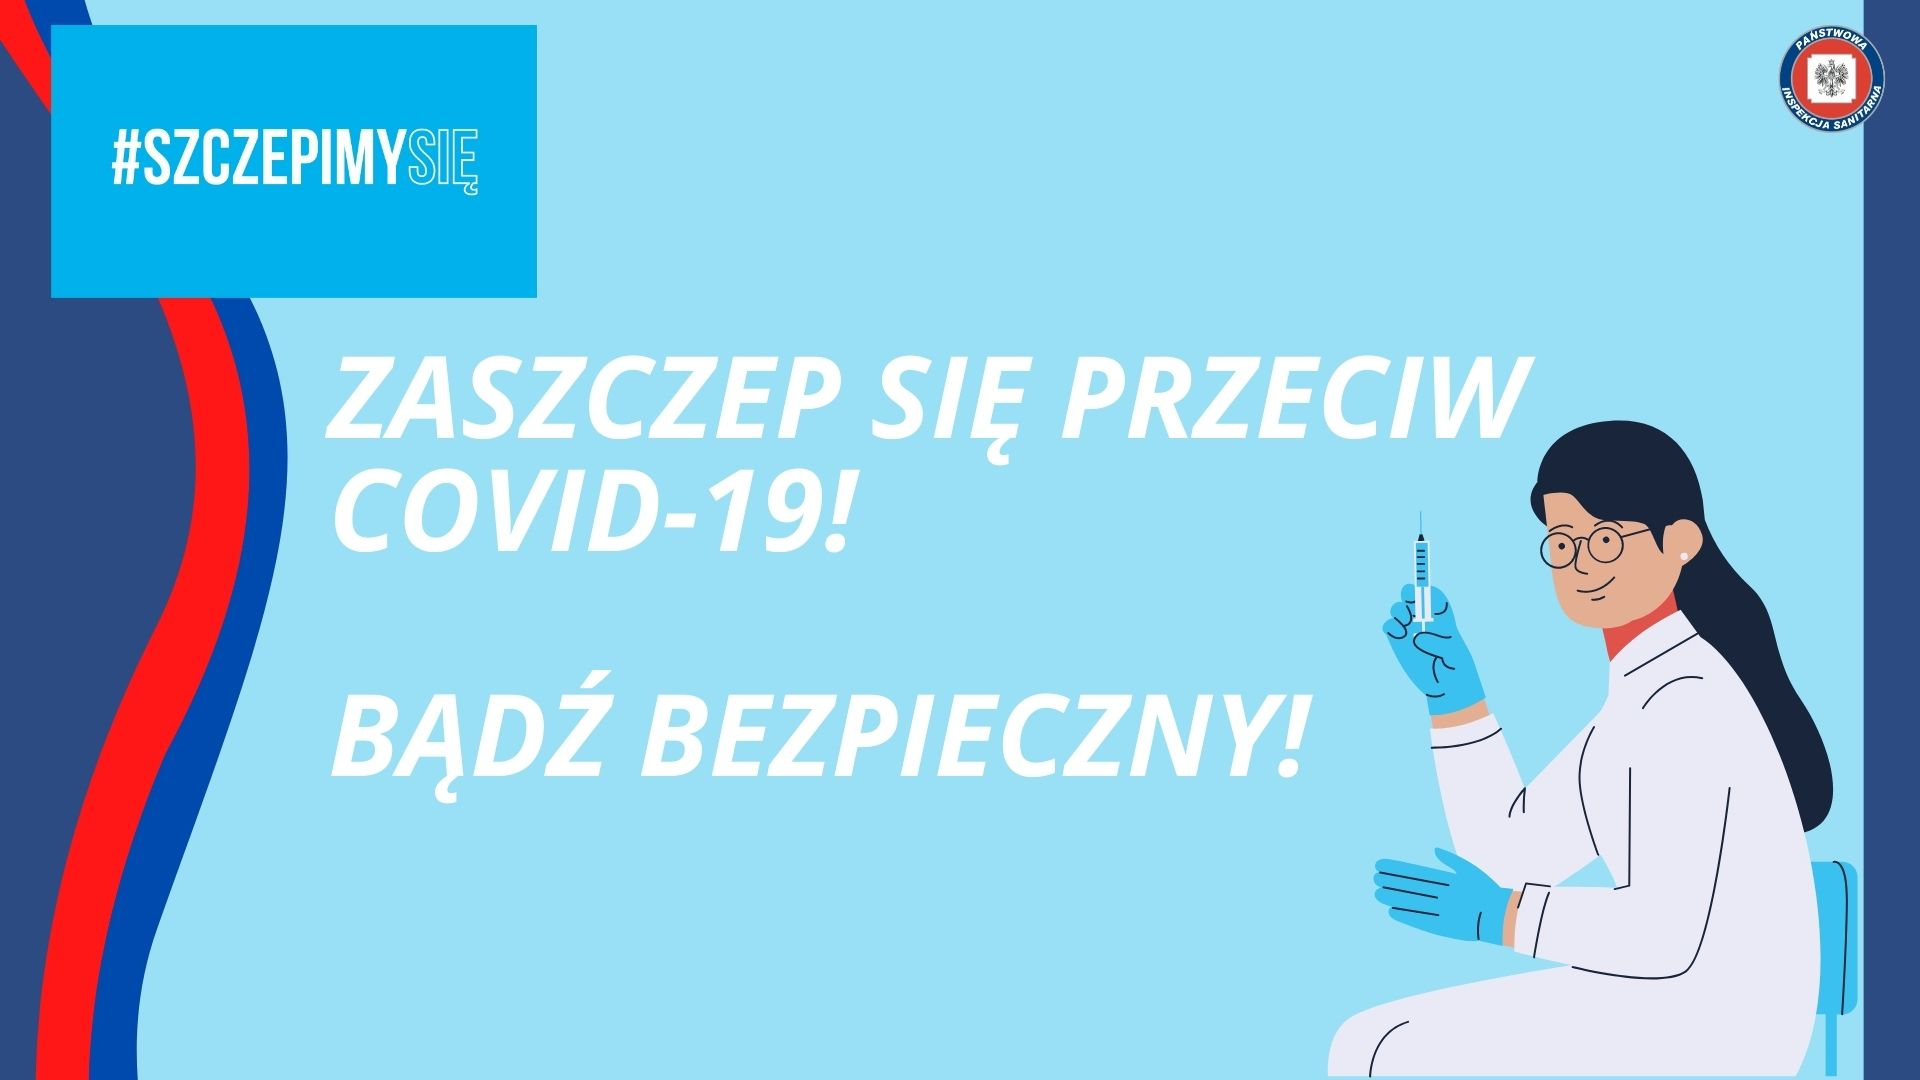 #SZCZEPIMYSIĘ
PAŃSTWOWA
INSPEKCJA SANITARNA
ZASZCZEP SIĘ PRZECIW
COVID-19!
BĄDŹ BEZPIECZNY!